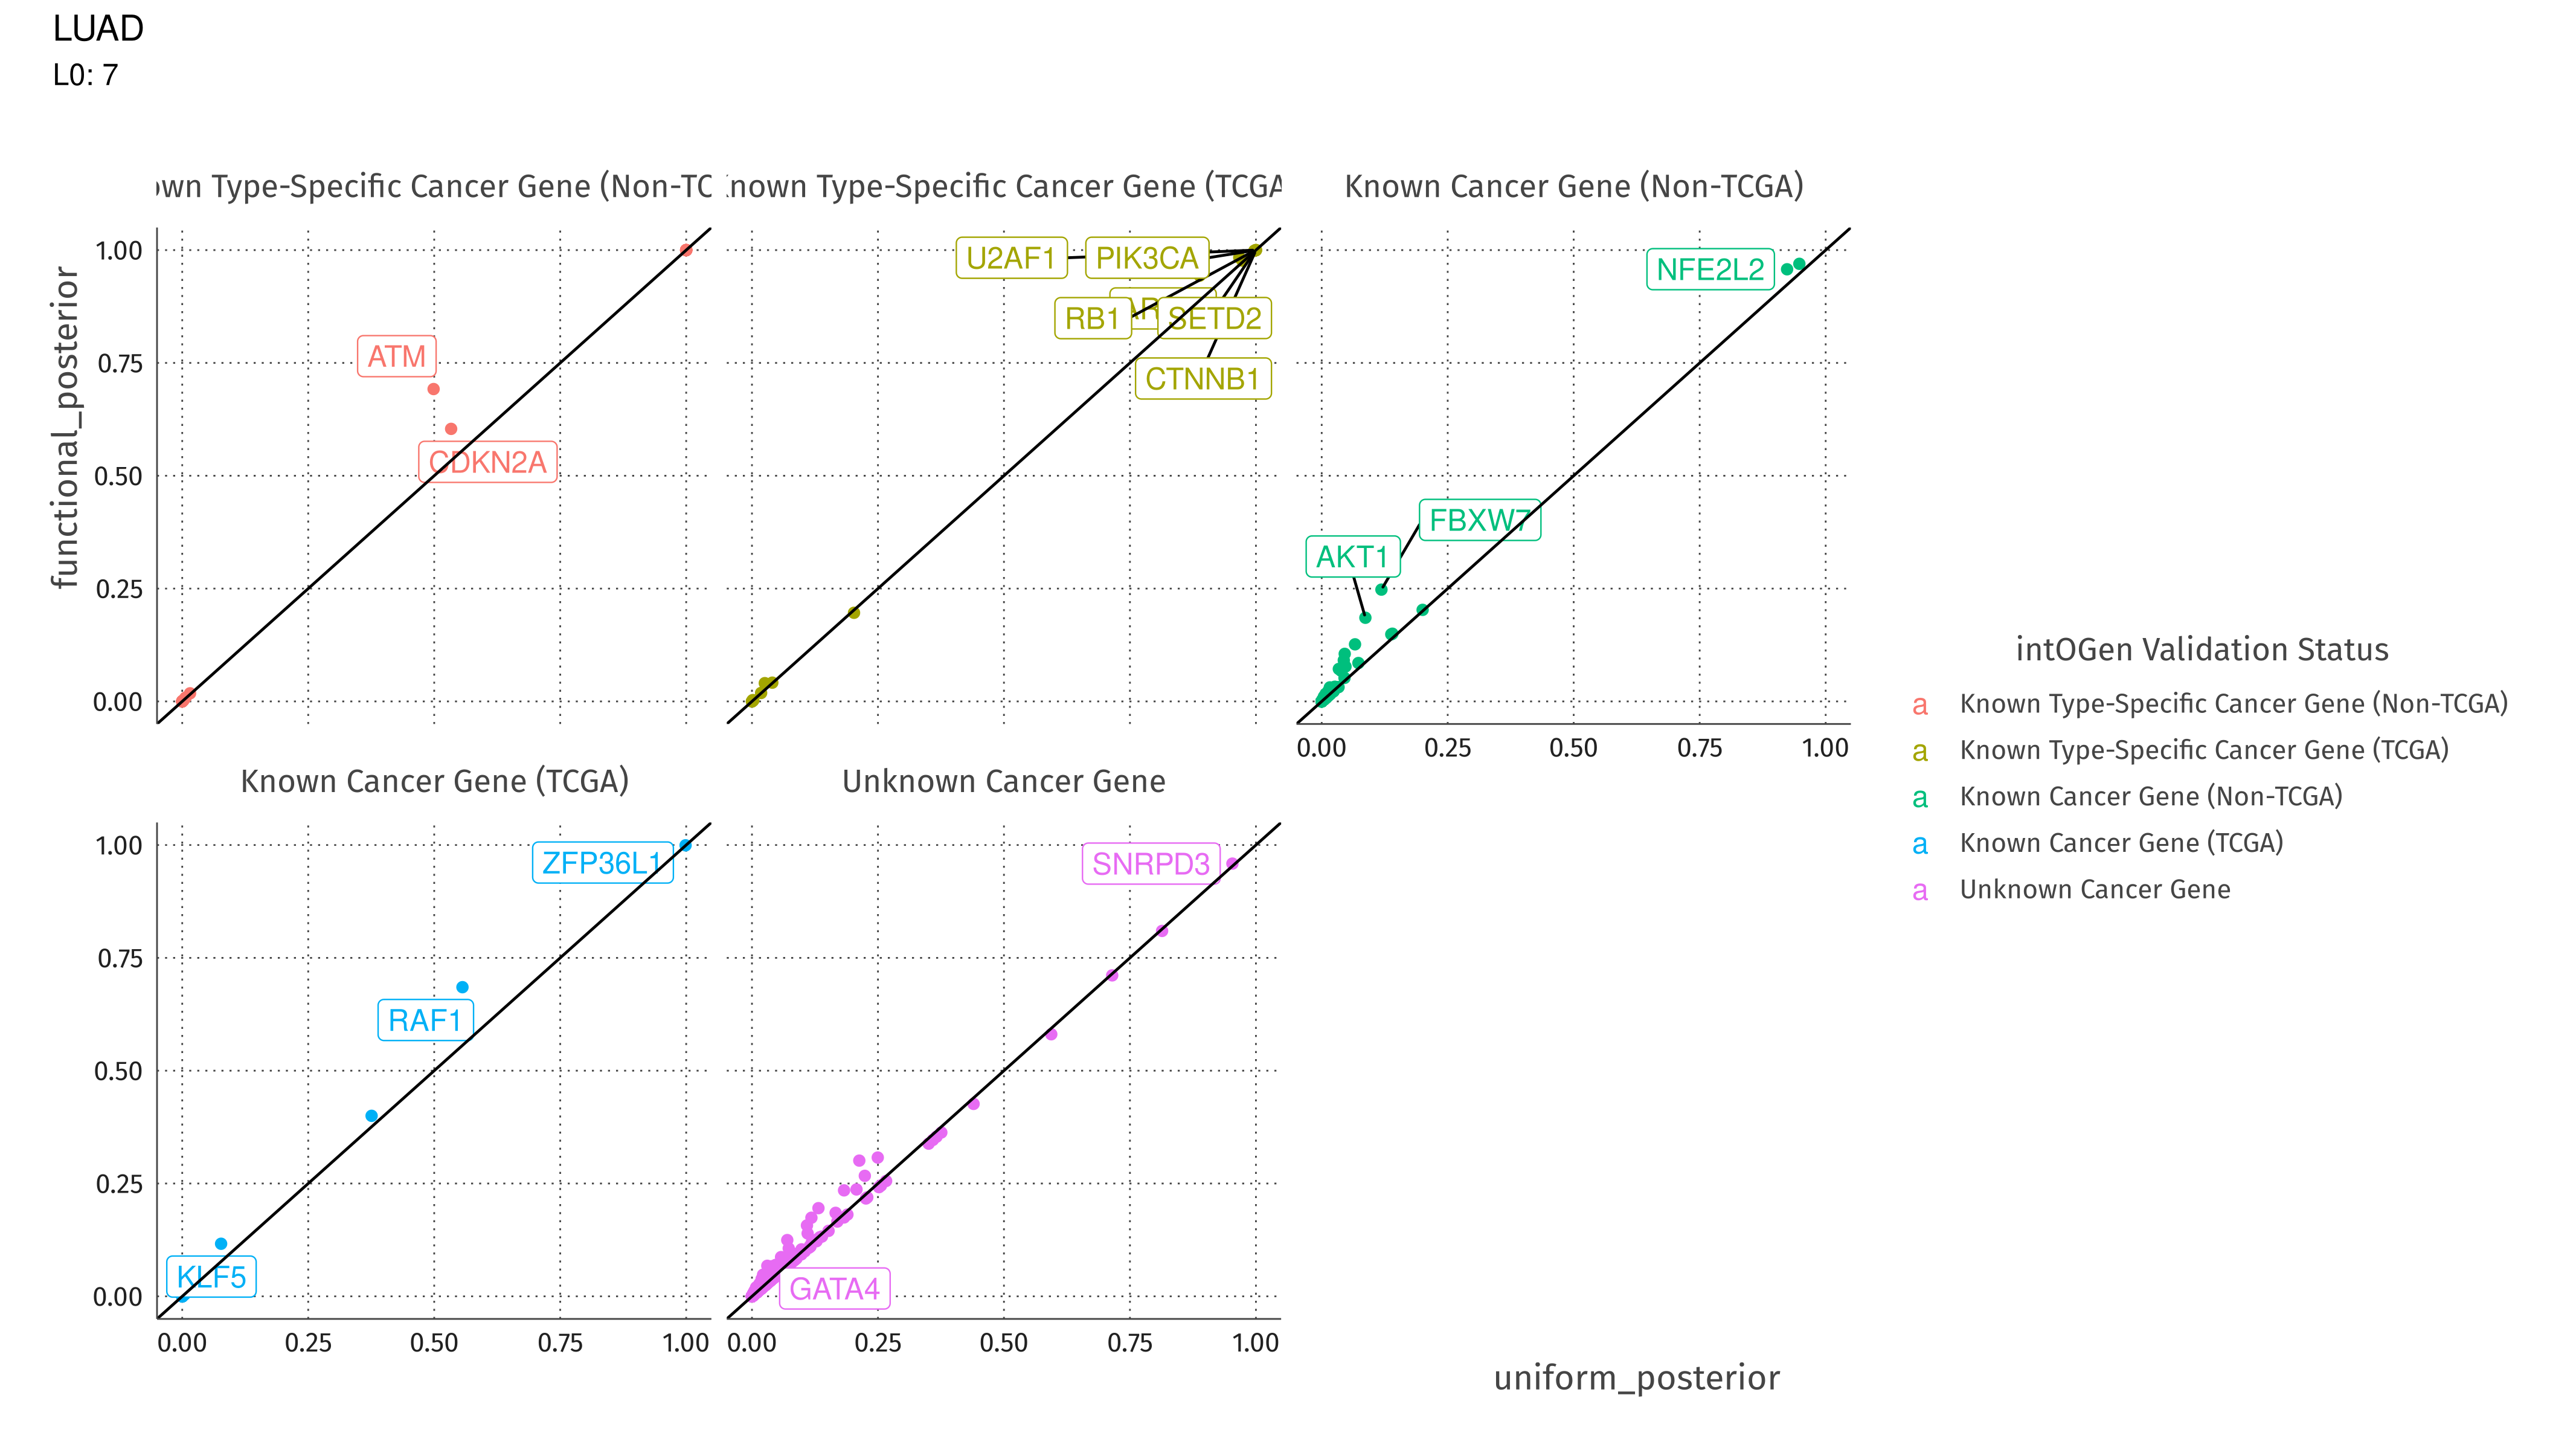 LUAD
L0: 7
own Type-Specific Cancer Gene (Non-TC
nown Type-Specific Cancer Gene (TCGA
Known Cancer Gene (Non-TCGA)
functional_posterior
1.00
0.75
0.50
0.25
0.00
ATM
CDKN2A
U2AF1
PIK3CA
RB1
SETD2
CTNNB1
NFE2L2
FBXW7
AKT1
0.00 0.25 0.50 0.75 1.00
Known Cancer Gene (TCGA)
Unknown Cancer Gene
1.00
0.75
0.50
0.25
0.00
ZFP36L1
RAF1
KLF5
SNRPD3
GATA4
0.00 0.25 0.50 0.75 1.00
0.00 0.25 0.50 0.75 1.00
uniform_posterior
intOGen Validation Status
a Known Type-Specific Cancer Gene (Non-TCGA)
a Known Type-Specific Cancer Gene (TCGA)
a Known Cancer Gene (Non-TCGA)
a Known Cancer Gene (TCGA)
a Unknown Cancer Gene